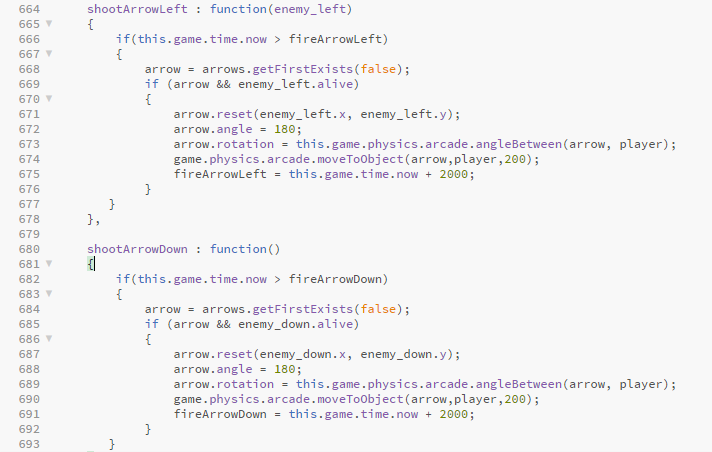 664 shootArrowLeft : function(enemy_left)
665 {
666 if(this.game.time.now > fireArrowLeft)
667 {
668 arrow = arrows.getFirstExists(false);
669 if (arrow && enemy_left.alive)
670 {
671 arrow.reset(enemy_left.x, enemy_left.y);
672 arrow.angle = 180;
673 arrow.rotation = this.game.physics.arcade.angleBetween(arrow, player);
674 game.physics.arcade.moveToObject(arrow,player,200);
675 fireArrowLeft = this.game.time.now + 2000;
676 }
677 }
678 },
679
680 shootArrowDown : function()
681 {
682 if(this.game.time.now > fireArrowDown)
683 {
684 arrow = arrows.getFirstExists(false);
685 if (arrow && enemy_down.alive)
686 {
687 arrow.reset(enemy_down.x, enemy_down.y);
688 arrow.angle = 180;
689 arrow.rotation = this.game.physics.arcade.angleBetween(arrow, player);
690 game.physics.arcade.moveToObject(arrow,player,200);
691 fireArrowDown = this.game.time.now + 2000;
692 }
693 }